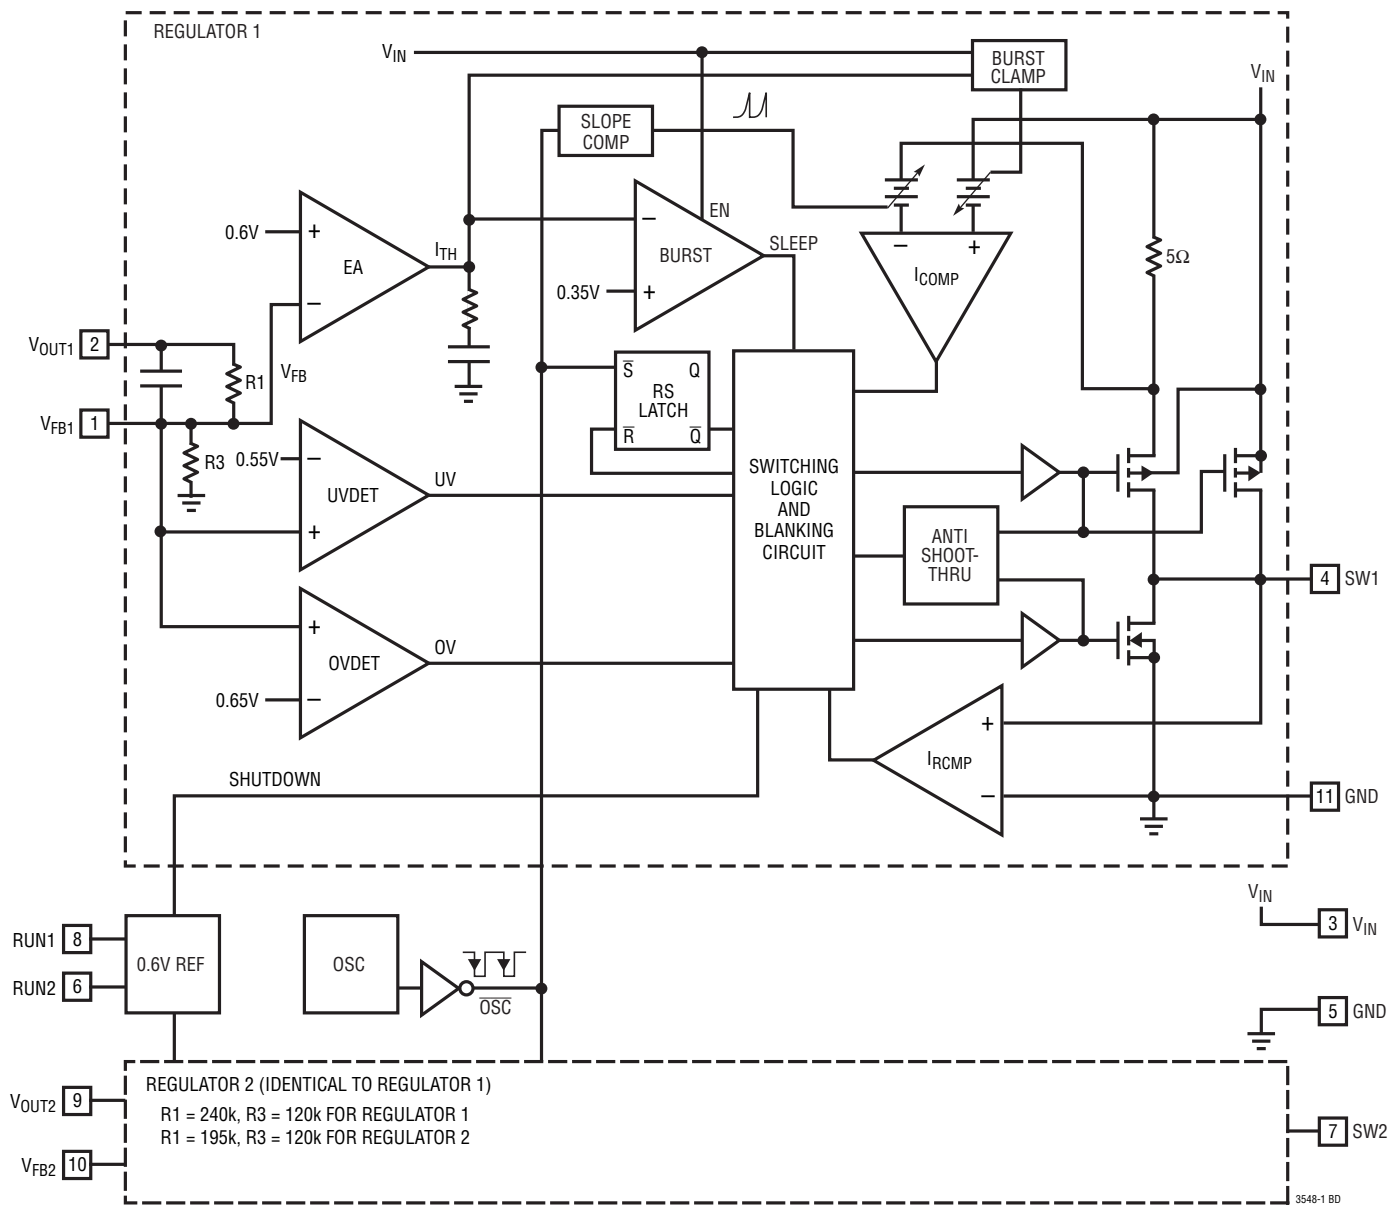 REGULATOR 1
VIN
BURST
CLAMP
VIN
SLOPE
COMP
EN
0.6V
+
EA
−
ITH
−
BURST
+
SLEEP
0.35V
−
+
ICOMP
5Ω
VOUT1
2
R1
VFB
VFB1
1
R3
S̅
Q
RS
LATCH
R̅
Q̅
0.55V
−
UVDET
+
UV
SWITCHING
LOGIC
AND
BLANKING
CIRCUIT
ANTI
SHOOT-
THRU
4
SW1
+
OVDET
−
OV
0.65V
+
IRCMP
−
SHUTDOWN
11
GND
VIN
3
VIN
RUN1
8
RUN2
6
0.6V REF
OSC
O̅S̅C̅
5
GND
REGULATOR 2 (IDENTICAL TO REGULATOR 1)
R1 = 240k, R3 = 120k FOR REGULATOR 1
R1 = 195k, R3 = 120k FOR REGULATOR 2
VOUT2
9
VFB2
10
7
SW2
3548-1 BD